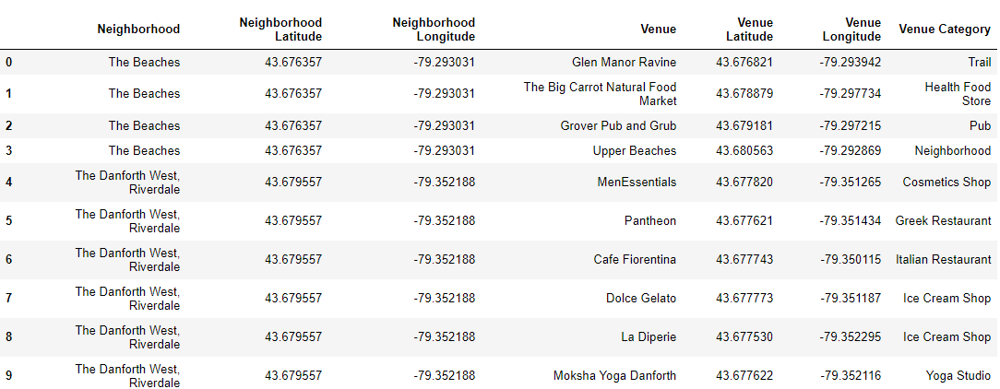 Neighborhood Neighborhood Latitude Neighborhood Longitude Venue Venue Latitude Venue Longitude Venue Category
0 The Beaches 43.676357 -79.293031 Glen Manor Ravine 43.676821 -79.293942 Trail
1 The Beaches 43.676357 -79.293031 The Big Carrot Natural Food Market 43.678879 -79.297734 Health Food Store
2 The Beaches 43.676357 -79.293031 Grover Pub and Grub 43.679181 -79.297215 Pub
3 The Beaches 43.676357 -79.293031 Upper Beaches 43.680563 -79.292869 Neighborhood
4 The Danforth West, Riverdale 43.679557 -79.352188 MenEssentials 43.677820 -79.351265 Cosmetics Shop
5 The Danforth West, Riverdale 43.679557 -79.352188 Pantheon 43.677621 -79.351434 Greek Restaurant
6 The Danforth West, Riverdale 43.679557 -79.352188 Cafe Fiorentina 43.677743 -79.350115 Italian Restaurant
7 The Danforth West, Riverdale 43.679557 -79.352188 Dolce Gelato 43.677773 -79.351187 Ice Cream Shop
8 The Danforth West, Riverdale 43.679557 -79.352188 La Diperie 43.677530 -79.352295 Ice Cream Shop
9 The Danforth West, Riverdale 43.679557 -79.352188 Moksha Yoga Danforth 43.677622 -79.352116 Yoga Studio